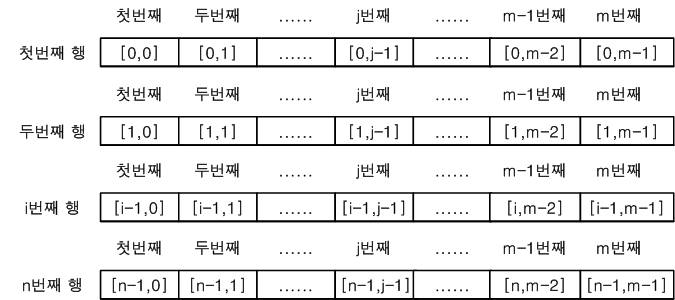 첫번째 두번째 …… j번째 …… m-1번째 m번째
첫번째 행 [0,0] [0,1] …… [0,j-1] …… [0,m-2] [0,m-1]
첫번째 두번째 …… j번째 …… m-1번째 m번째
두번째 행 [1,0] [1,1] …… [1,j-1] …… [1,m-2] [1,m-1]
첫번째 두번째 …… j번째 …… m-1번째 m번째
i번째 행 [i-1,0] [i-1,1] …… [i-1,j-1] …… [i,m-2] [i-1,m-1]
첫번째 두번째 …… j번째 …… m-1번째 m번째
n번째 행 [n-1,0] [n-1,1] …… [n-1,j-1] …… [n,m-2] [n-1,m-1]